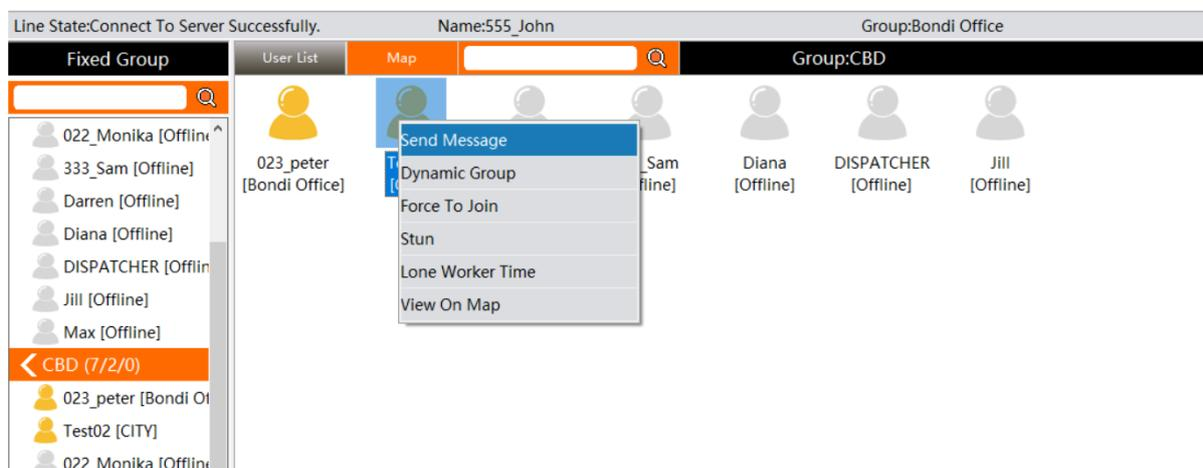 Line State:Connect To Server Successfully. Name:555_John Group:Bondi Office
Fixed Group User List Map Group:CBD
022_Monika [Offline
333_Sam [Offline]
Darren [Offline]
Diana [Offline]
DISPATCHER [Offlin
Jill [Offline]
Max [Offline]
CBD (7/2/0)
023_peter [Bondi Of
Test02 [CITY]
022_Monika [Offline
023_peter
[Bondi Office]
Send Message
Dynamic Group
Force To Join
Stun
Lone Worker Time
View On Map
_Sam
fline]
Diana
[Offline]
DISPATCHER
[Offline]
Jill
[Offline]